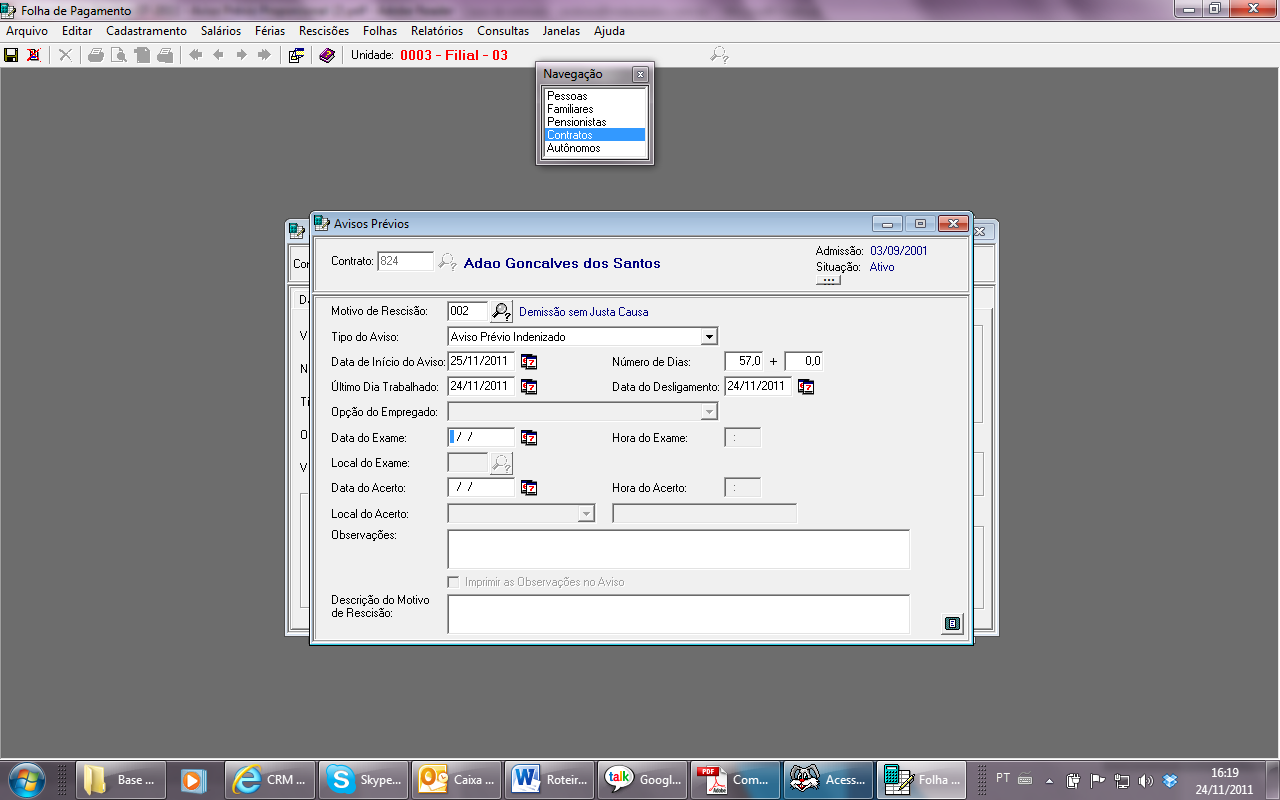 Folha de Pagamento
Arquivo Editar Cadastramento Salários Férias Rescisões Folhas Relatórios Consultas Janelas Ajuda
Unidade: 0003 - Filial - 03
Navegação
Pessoas
Familiares
Pensionistas
Contratos
Autônomos
Avisos Prévios
Contrato: 824 Adao Goncalves dos Santos
Admissão: 03/09/2001
Situação: Ativo
...
Motivo de Rescisão: 002 Demissão sem Justa Causa
Tipo do Aviso: Aviso Prévio Indenizado
Data de Início do Aviso: 25/11/2011 Número de Dias: 57,0 + 0,0
Último Dia Trabalhado: 24/11/2011 Data do Desligamento: 24/11/2011
Opção do Empregado:
Data do Exame: / / Hora do Exame: :
Local do Exame:
Data do Acerto: / / Hora do Acerto: :
Local do Acerto:
Observações:
Imprimir as Observações no Aviso
Descrição do Motivo
de Rescisão:
Base ... CRM ... Skype... Caixa ... Roteir... talk Googl... PDF Adobe Com... Acess... Folha ... PT 16:19
24/11/2011